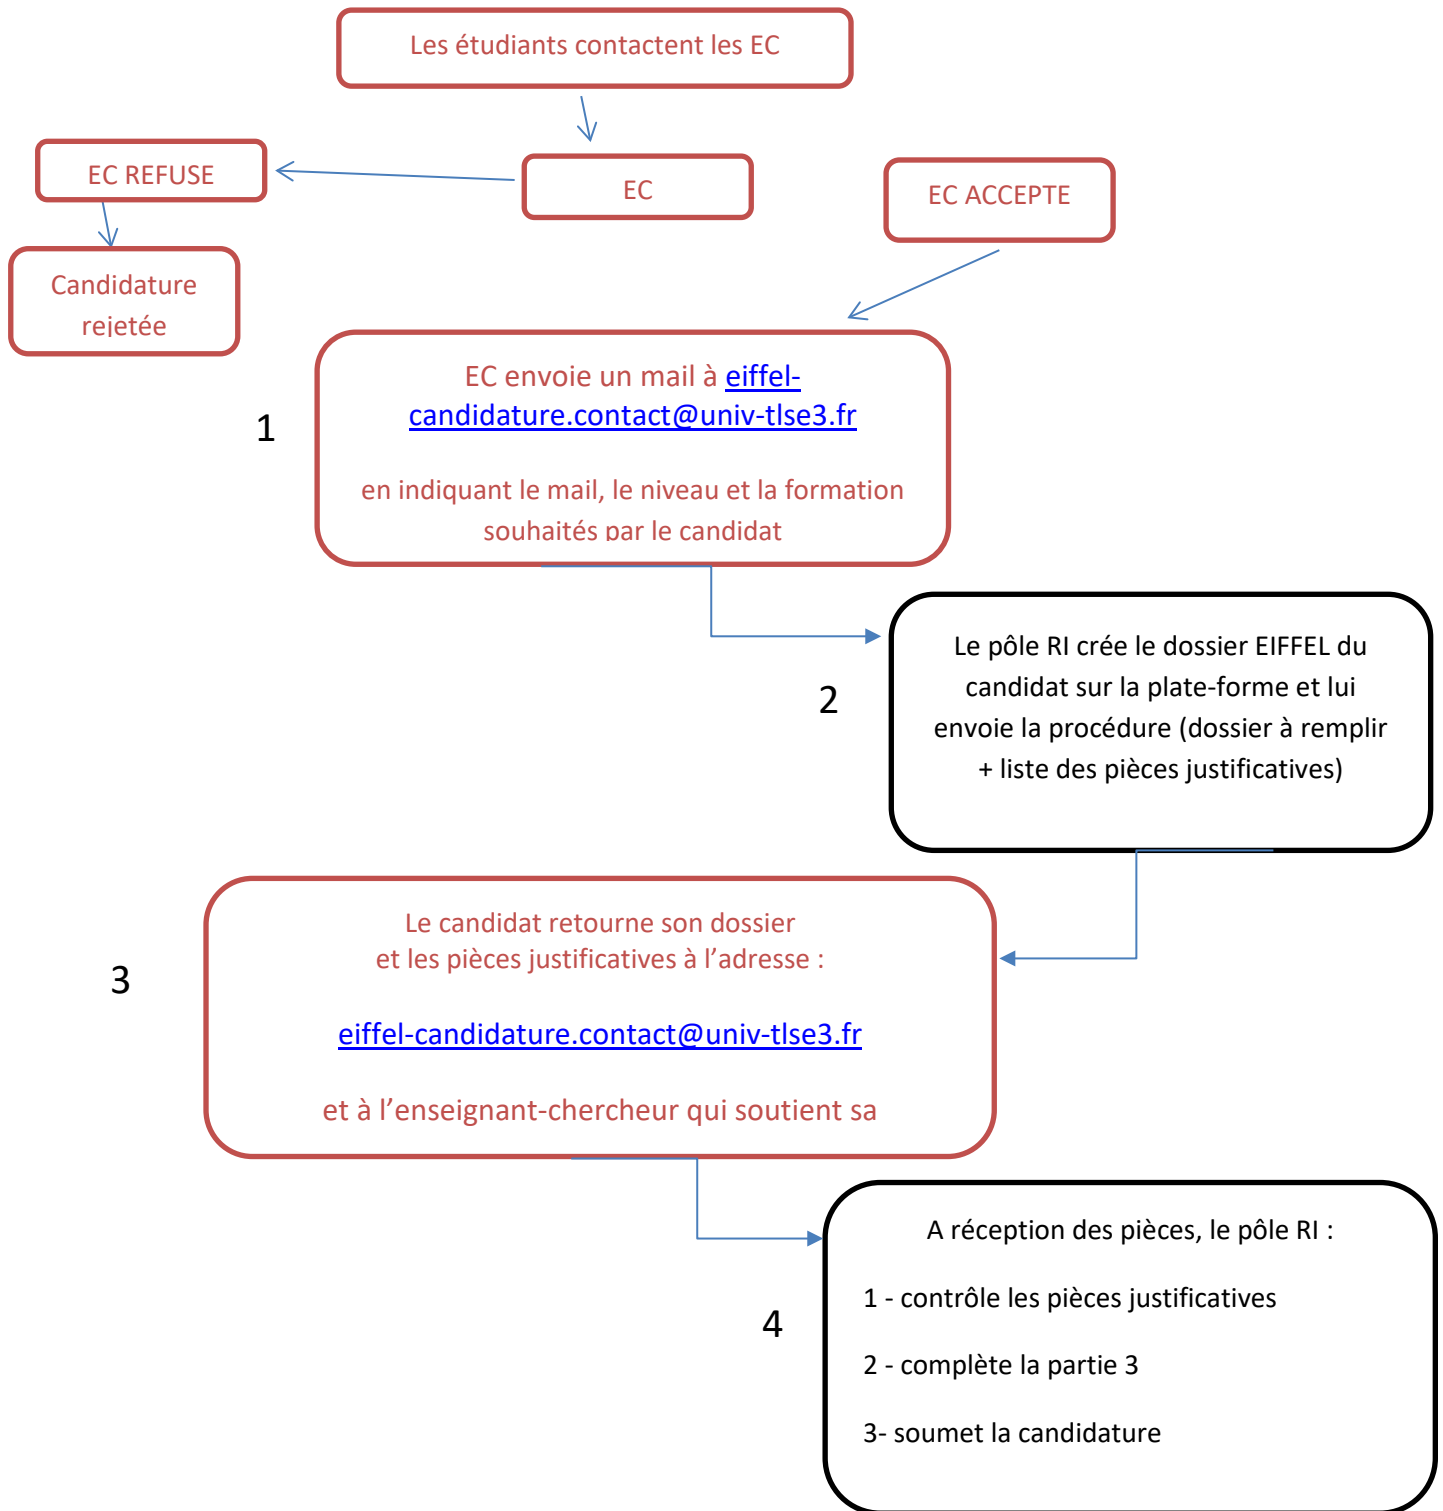 Les étudiants contactent les EC
EC REFUSE
EC
EC ACCEPTE
Candidature
rejetée
1
EC envoie un mail à eiffel-
candidature.contact@univ-tlse3.fr
en indiquant le mail, le niveau et la formation
souhaités par le candidat
2
Le pôle RI crée le dossier EIFFEL du
candidat sur la plate-forme et lui
envoie la procédure (dossier à remplir
+ liste des pièces justificatives)
3
Le candidat retourne son dossier
et les pièces justificatives à l’adresse :
eiffel-candidature.contact@univ-tlse3.fr
et à l’enseignant-chercheur qui soutient sa
4
A réception des pièces, le pôle RI :
1 - contrôle les pièces justificatives
2 - complète la partie 3
3- soumet la candidature